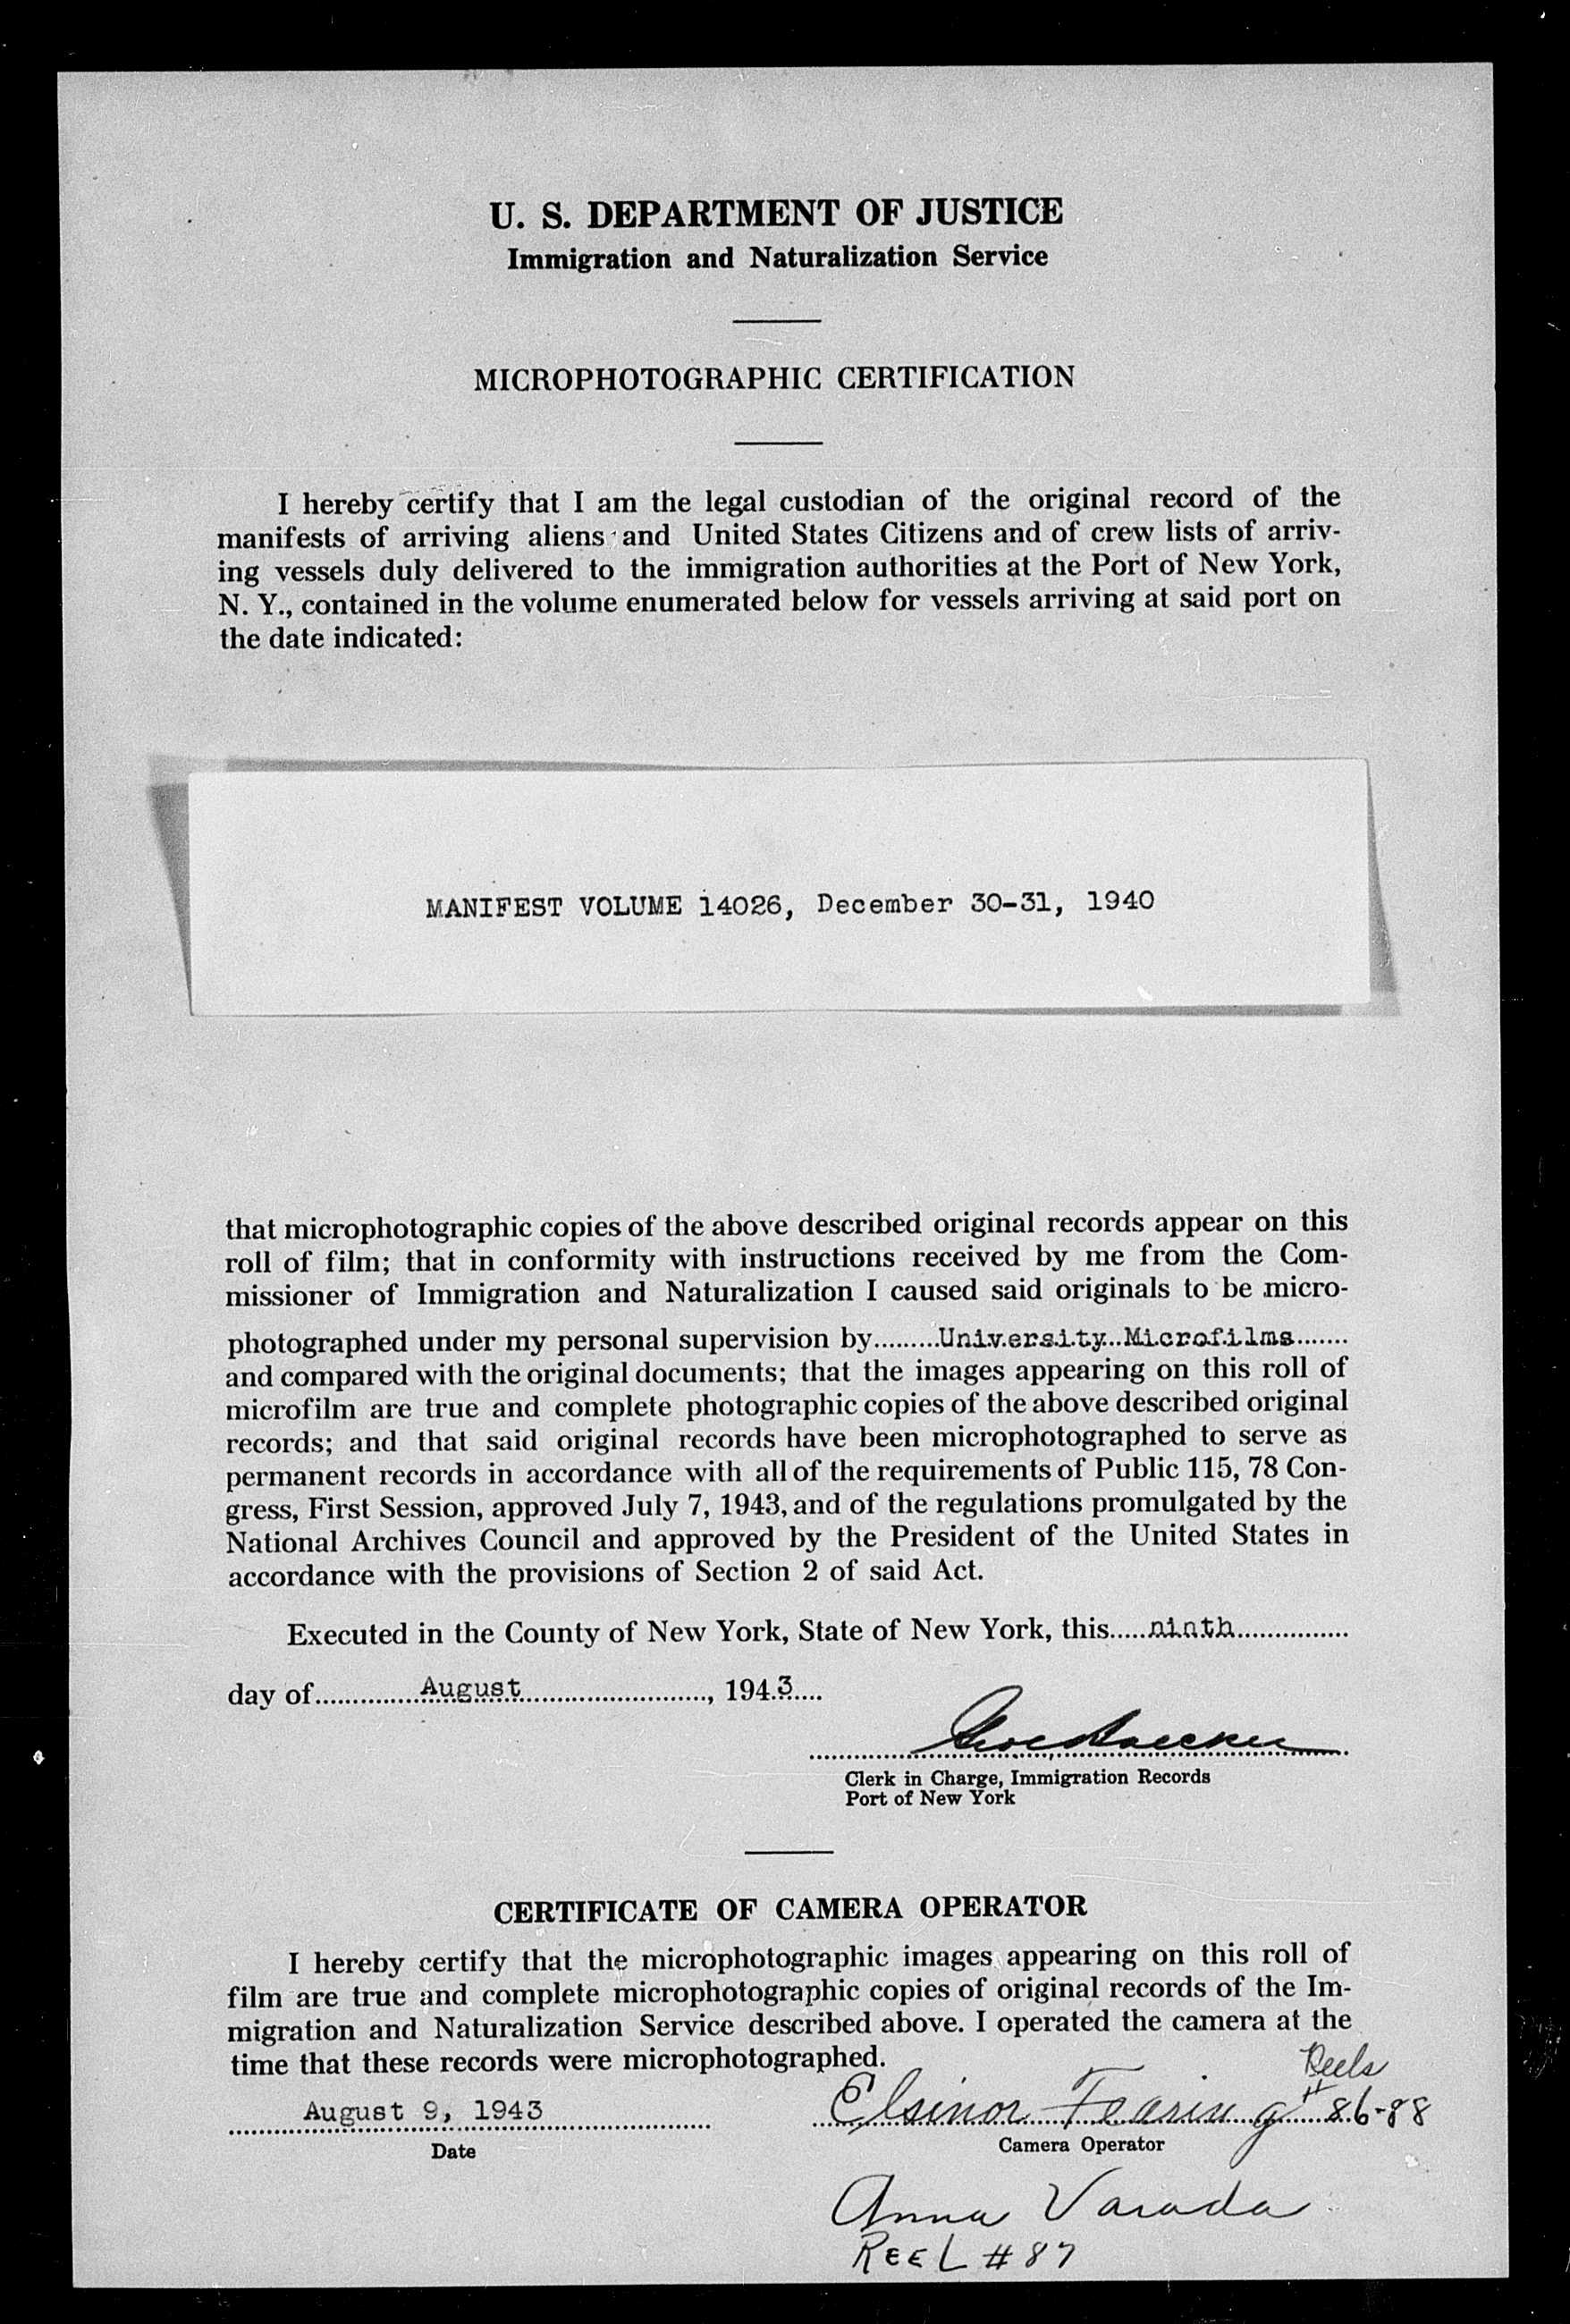 U. S. DEPARTMENT OF JUSTICE
Immigration and Naturalization Service
MICROPHOTOGRAPHIC CERTIFICATION
I hereby certify that I am the legal custodian of the original record of the
manifests of arriving aliens and United States Citizens and of crew lists of arriv-
ing vessels duly delivered to the immigration authorities at the Port of New York,
N. Y., contained in the volume enumerated below for vessels arriving at said port on
the date indicated:
MANIFEST VOLUME 14026, December 30-31, 1940
that microphotographic copies of the above described original records appear on this
roll of film; that in conformity with instructions received by me from the Com-
missioner of Immigration and Naturalization I caused said originals to be micro-
photographed under my personal supervision by University Microfilms
and compared with the original documents; that the images appearing on this roll of
microfilm are true and complete photographic copies of the above described original
records; and that said original records have been microphotographed to serve as
permanent records in accordance with all of the requirements of Public 115, 78 Con-
gress, First Session, approved July 7, 1943, and of the regulations promulgated by the
National Archives Council and approved by the President of the United States in
accordance with the provisions of Section 2 of said Act.
Executed in the County of New York, State of New York, this ninth
day of August, 1943
Clerk in Charge, Immigration Records
Port of New York
CERTIFICATE OF CAMERA OPERATOR
I hereby certify that the microphotographic images appearing on this roll of
film are true and complete microphotographic copies of original records of the Im-
migration and Naturalization Service described above. I operated the camera at the
time that these records were microphotographed.
Reels
August 9, 1943 Elsinor Fearing # 86-88
Date Camera Operator
Anna Varada
REEL # 87